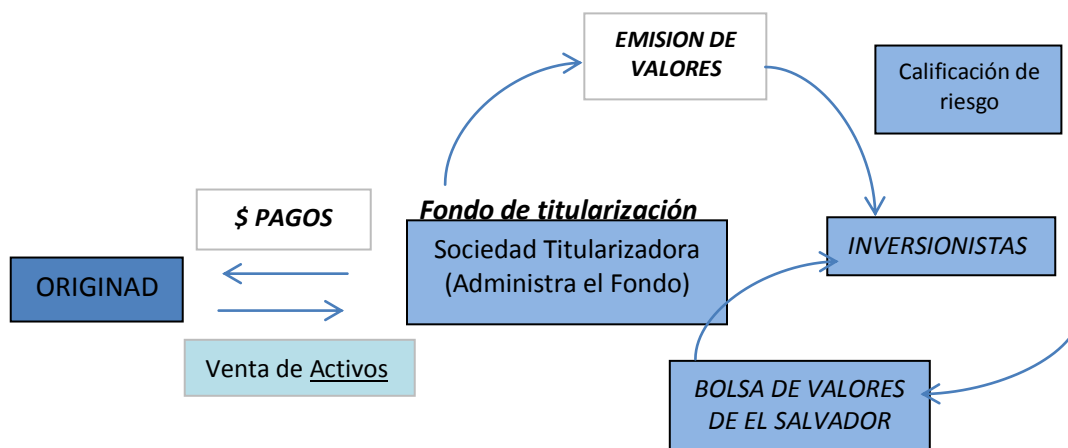 EMISION DE
VALORES
Calificación de
riesgo
$ PAGOS
Fondo de titularización
Sociedad Titularizadora
(Administra el Fondo)
INVERSIONISTAS
ORIGINAD
Venta de Activos
BOLSA DE VALORES
DE EL SALVADOR